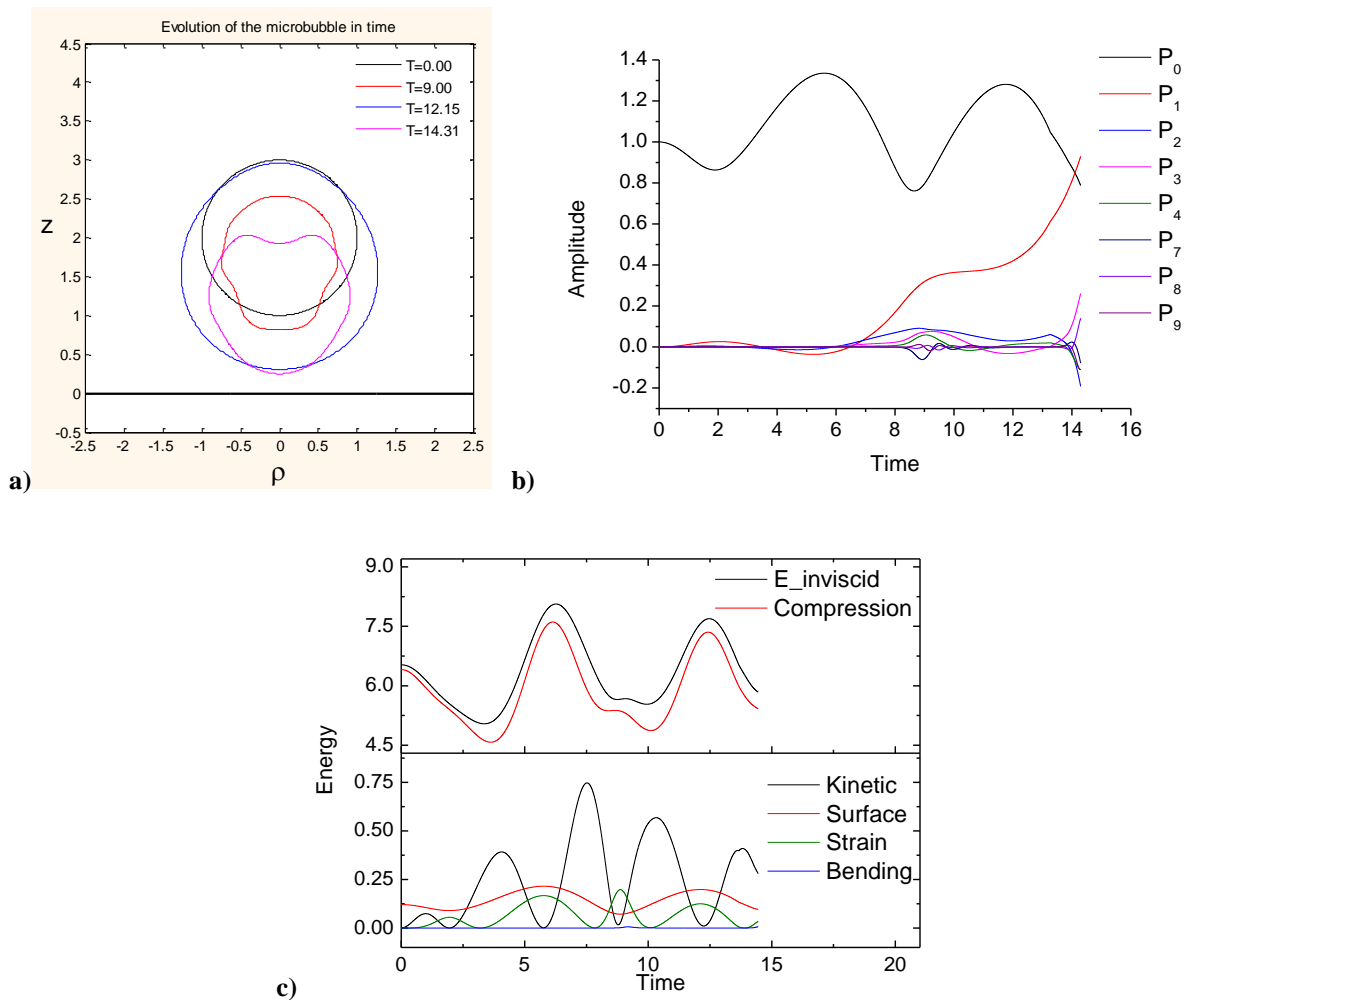 Evolution of the microbubble in time
4.5
4
3.5
3
2.5
2
1.5
1
0.5
0
-0.5
z
-2.5 -2 -1.5 -1 -0.5 0 0.5 1 1.5 2 2.5
ρ
T=0.00
T=9.00
T=12.15
T=14.31
a)
1.4
1.2
1.0
0.8
0.6
0.4
0.2
0.0
-0.2
Amplitude
0 2 4 6 8 10 12 14 16
Time
P0
P1
P2
P3
P4
P7
P8
P9
b)
9.0
7.5
6.0
4.5
E_inviscid
Compression
Energy
0.75
0.50
0.25
0.00
Kinetic
Surface
Strain
Bending
0 5 10 15 20
Time
c)